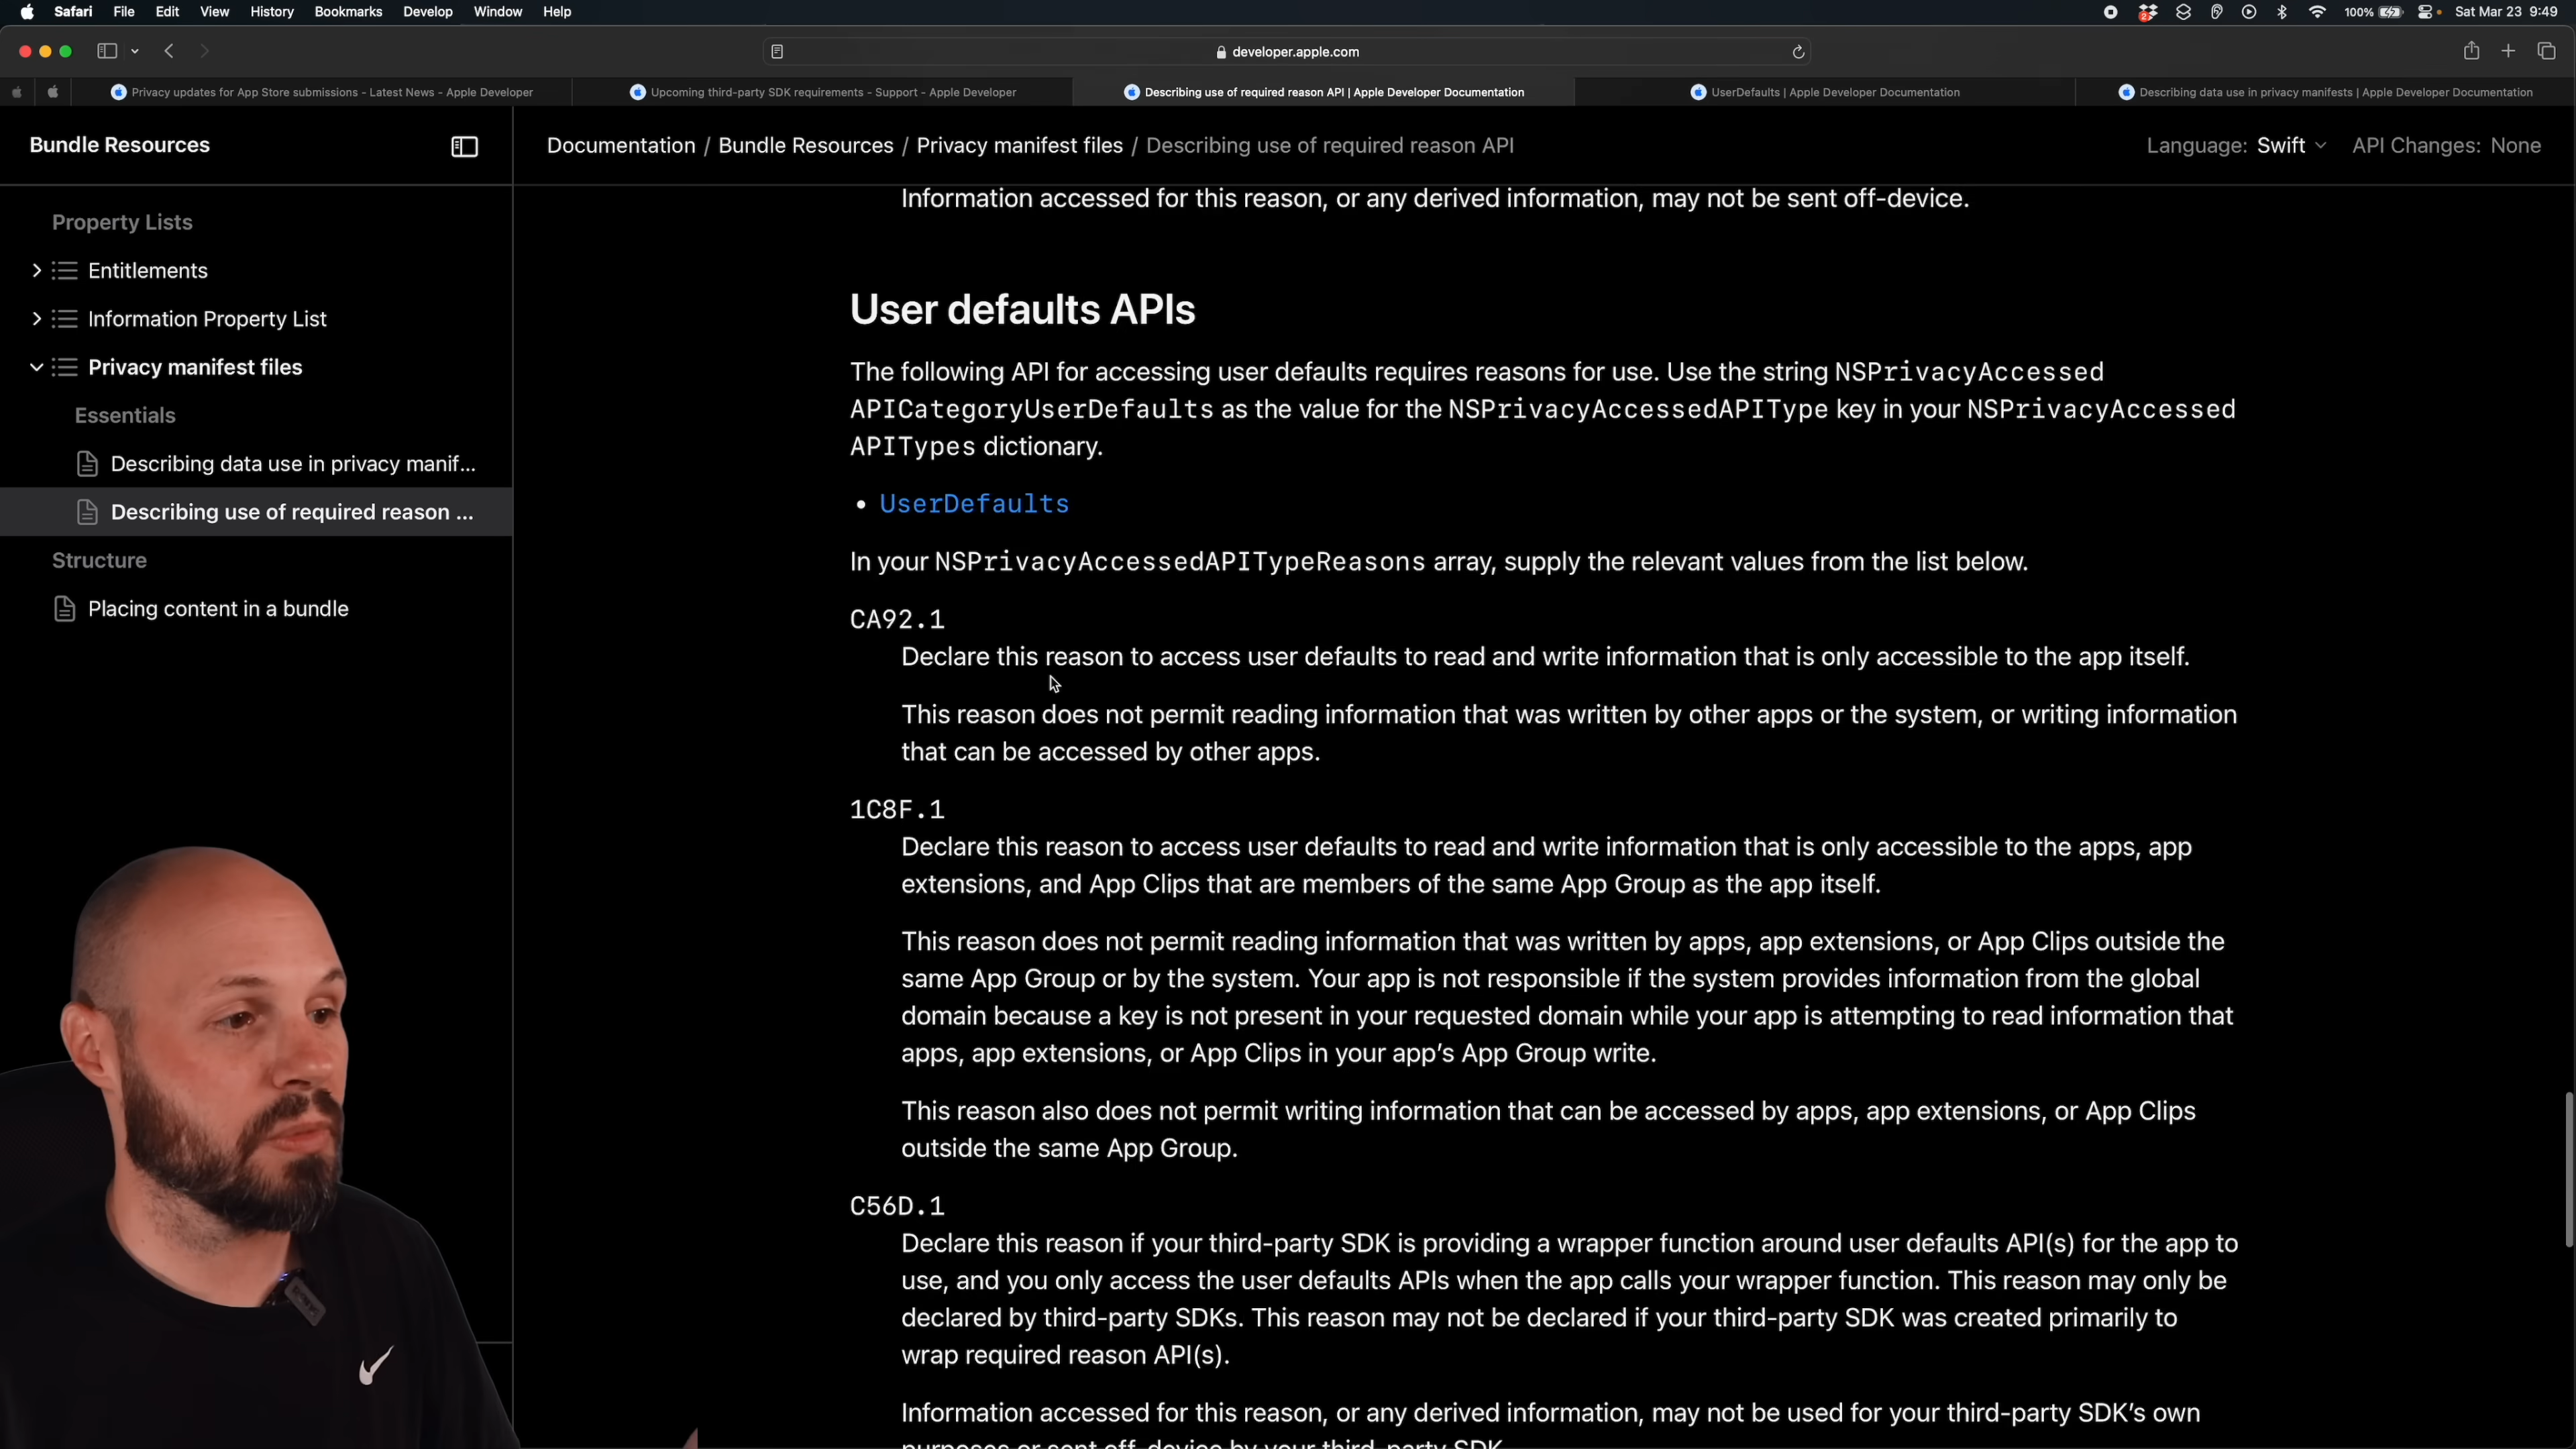 Safari File Edit View History Bookmarks Develop Window Help
2
100%
Sat Mar 23 9:49
developer.apple.com
Privacy updates for App Store submissions - Latest News - Apple Developer
Upcoming third-party SDK requirements - Support - Apple Developer
Describing use of required reason API | Apple Developer Documentation
UserDefaults | Apple Developer Documentation
Describing data use in privacy manifests | Apple Developer Documentation
Bundle Resources
Documentation / Bundle Resources / Privacy manifest files / Describing use of required reason API
Language: Swift
API Changes: None
Property Lists
Entitlements
Information Property List
Privacy manifest files
Essentials
Describing data use in privacy manif...
Describing use of required reason ...
Structure
Placing content in a bundle
Information accessed for this reason, or any derived information, may not be sent off-device.
User defaults APIs
The following API for accessing user defaults requires reasons for use. Use the string NSPrivacyAccessed
APICategoryUserDefaults as the value for the NSPrivacyAccessedAPIType key in your NSPrivacyAccessed
APITypes dictionary.
• UserDefaults
In your NSPrivacyAccessedAPITypeReasons array, supply the relevant values from the list below.
CA92.1
Declare this reason to access user defaults to read and write information that is only accessible to the app itself.
This reason does not permit reading information that was written by other apps or the system, or writing information
that can be accessed by other apps.
1C8F.1
Declare this reason to access user defaults to read and write information that is only accessible to the apps, app
extensions, and App Clips that are members of the same App Group as the app itself.
This reason does not permit reading information that was written by apps, app extensions, or App Clips outside the
same App Group or by the system. Your app is not responsible if the system provides information from the global
domain because a key is not present in your requested domain while your app is attempting to read information that
apps, app extensions, or App Clips in your app’s App Group write.
This reason also does not permit writing information that can be accessed by apps, app extensions, or App Clips
outside the same App Group.
C56D.1
Declare this reason if your third-party SDK is providing a wrapper function around user defaults API(s) for the app to
use, and you only access the user defaults APIs when the app calls your wrapper function. This reason may only be
declared by third-party SDKs. This reason may not be declared if your third-party SDK was created primarily to
wrap required reason API(s).
Information accessed for this reason, or any derived information, may not be used for your third-party SDK’s own
purposes or sent off-device by your third-party SDK.